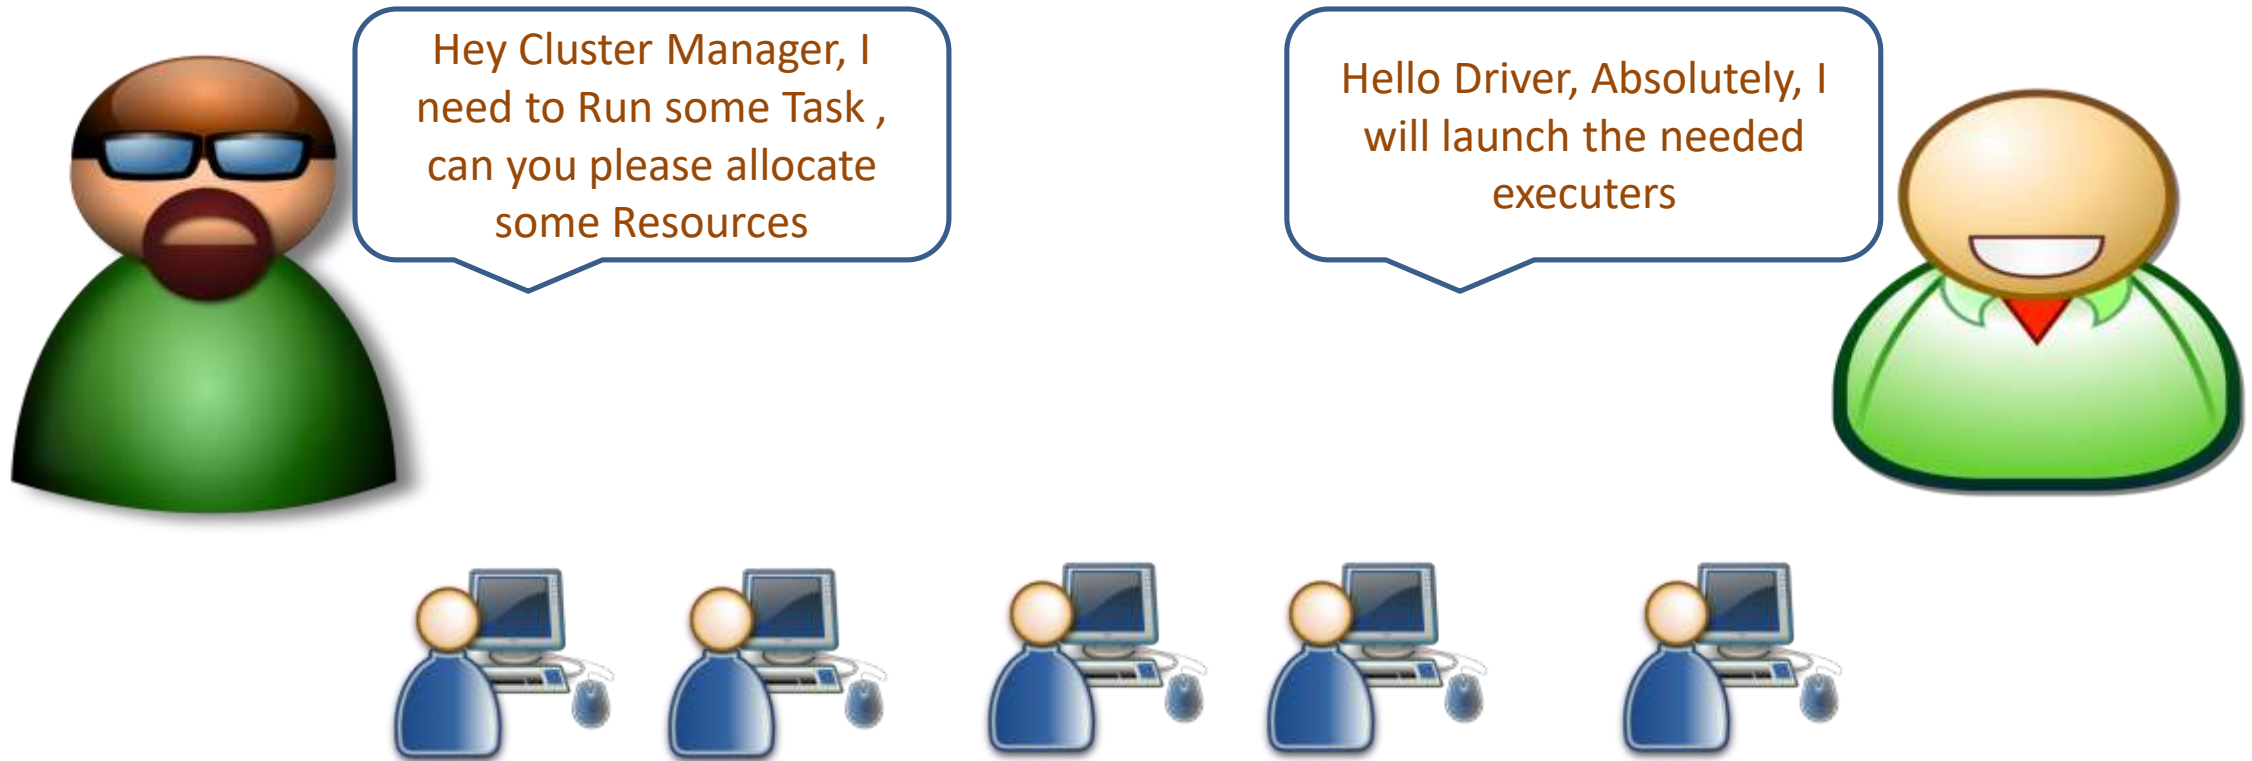 Hey Cluster Manager, I
need to Run some Task ,
can you please allocate
some Resources
Hello Driver, Absolutely, I
will launch the needed
executers